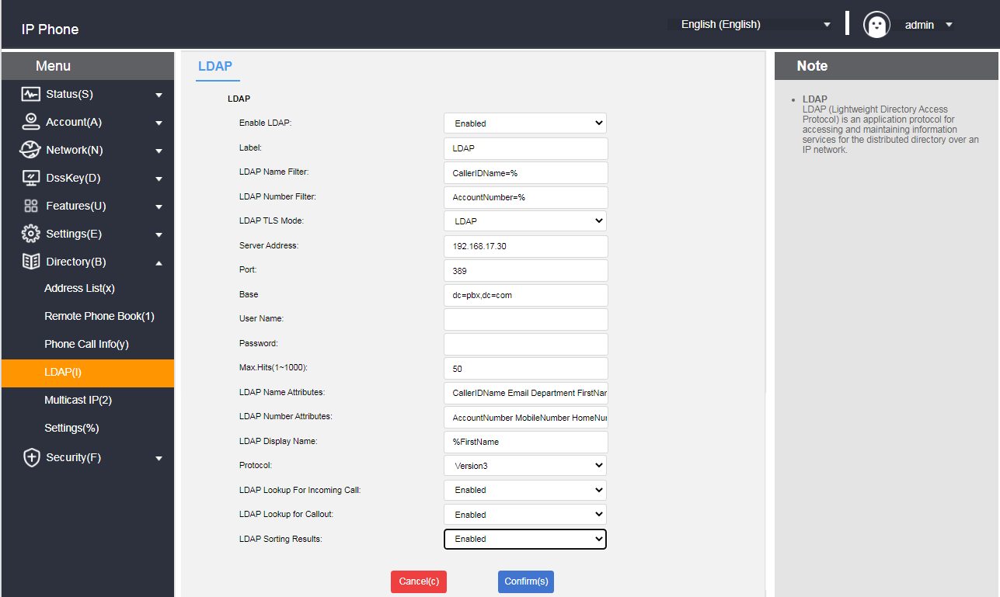 IP Phone
English (English)
admin
Menu
Status(S)
Account(A)
Network(N)
DssKey(D)
Features(U)
Settings(E)
Directory(B)
Address List(x)
Remote Phone Book(1)
Phone Call Info(y)
LDAP(l)
Multicast IP(2)
Settings(%)
Security(F)
LDAP
LDAP
Enable LDAP: Enabled
Label: LDAP
LDAP Name Filter: CallerIDName=%
LDAP Number Filter: AccountNumber=%
LDAP TLS Mode: LDAP
Server Address: 192.168.17.30
Port: 389
Base dc=pbx,dc=com
User Name:
Password:
Max.Hits(1~1000): 50
LDAP Name Attributes: CallerIDName Email Department FirstNar
LDAP Number Attributes: AccountNumber MobileNumber HomeNu
LDAP Display Name: %FirstName
Protocol: Version3
LDAP Lookup For Incoming Call: Enabled
LDAP Lookup for Callout: Enabled
LDAP Sorting Results: Enabled
Cancel(c) Confirm(s)
Note
LDAP
LDAP (Lightweight Directory Access
Protocol) is an application protocol for
accessing and maintaining information
services for the distributed directory over an
IP network.